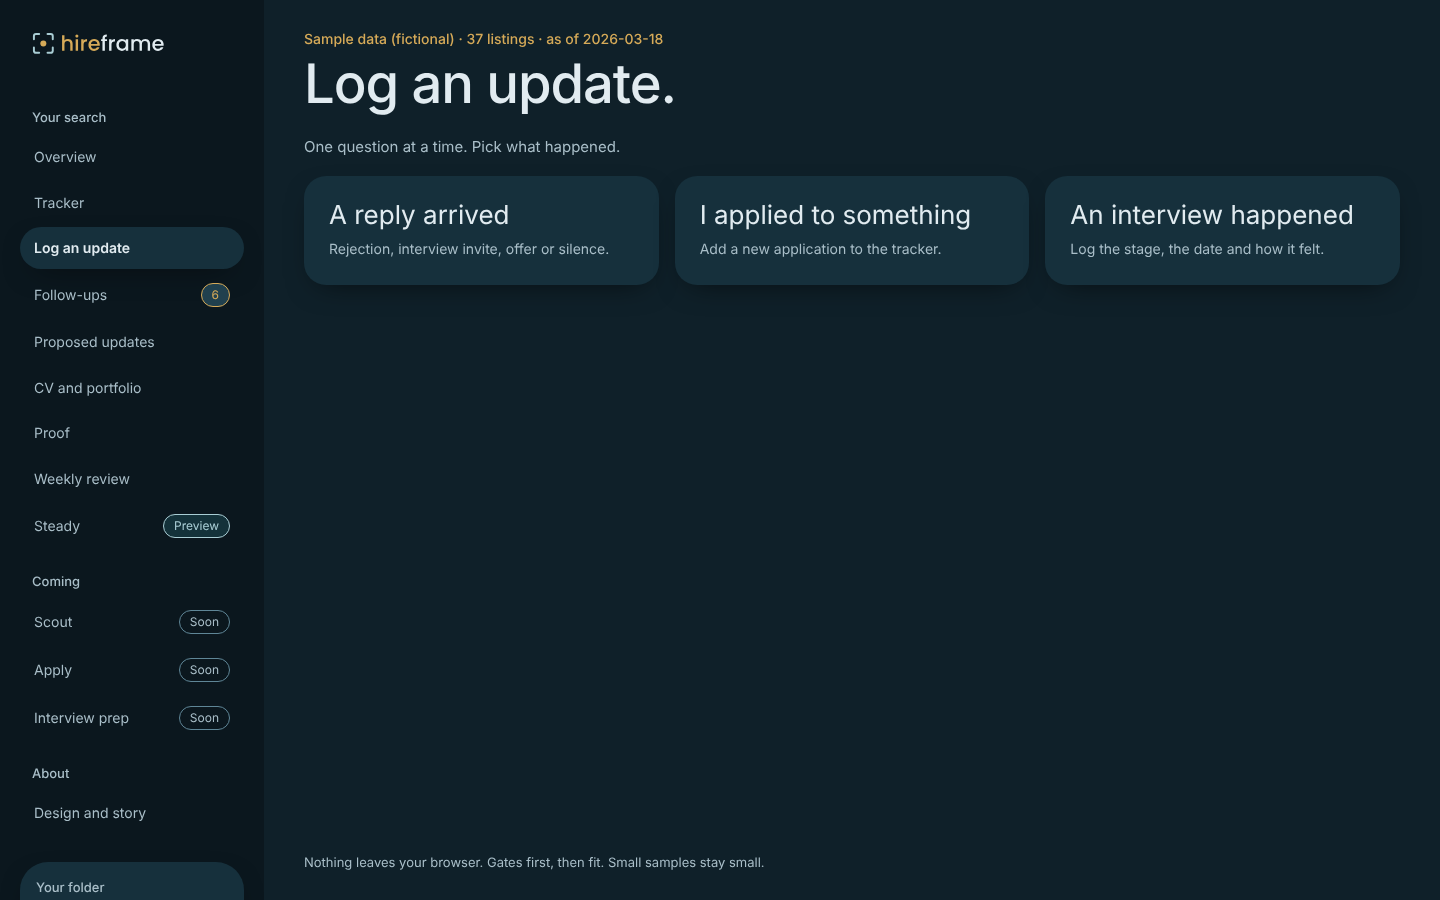 hireframe
Your search
Overview
Tracker
Log an update
Follow-ups 6
Proposed updates
CV and portfolio
Proof
Weekly review
Steady Preview
Coming
Scout Soon
Apply Soon
Interview prep Soon
About
Design and story
Your folder
Sample data (fictional) · 37 listings · as of 2026-03-18
Log an update.
One question at a time. Pick what happened.
A reply arrived
Rejection, interview invite, offer or silence.
I applied to something
Add a new application to the tracker.
An interview happened
Log the stage, the date and how it felt.
Nothing leaves your browser. Gates first, then fit. Small samples stay small.